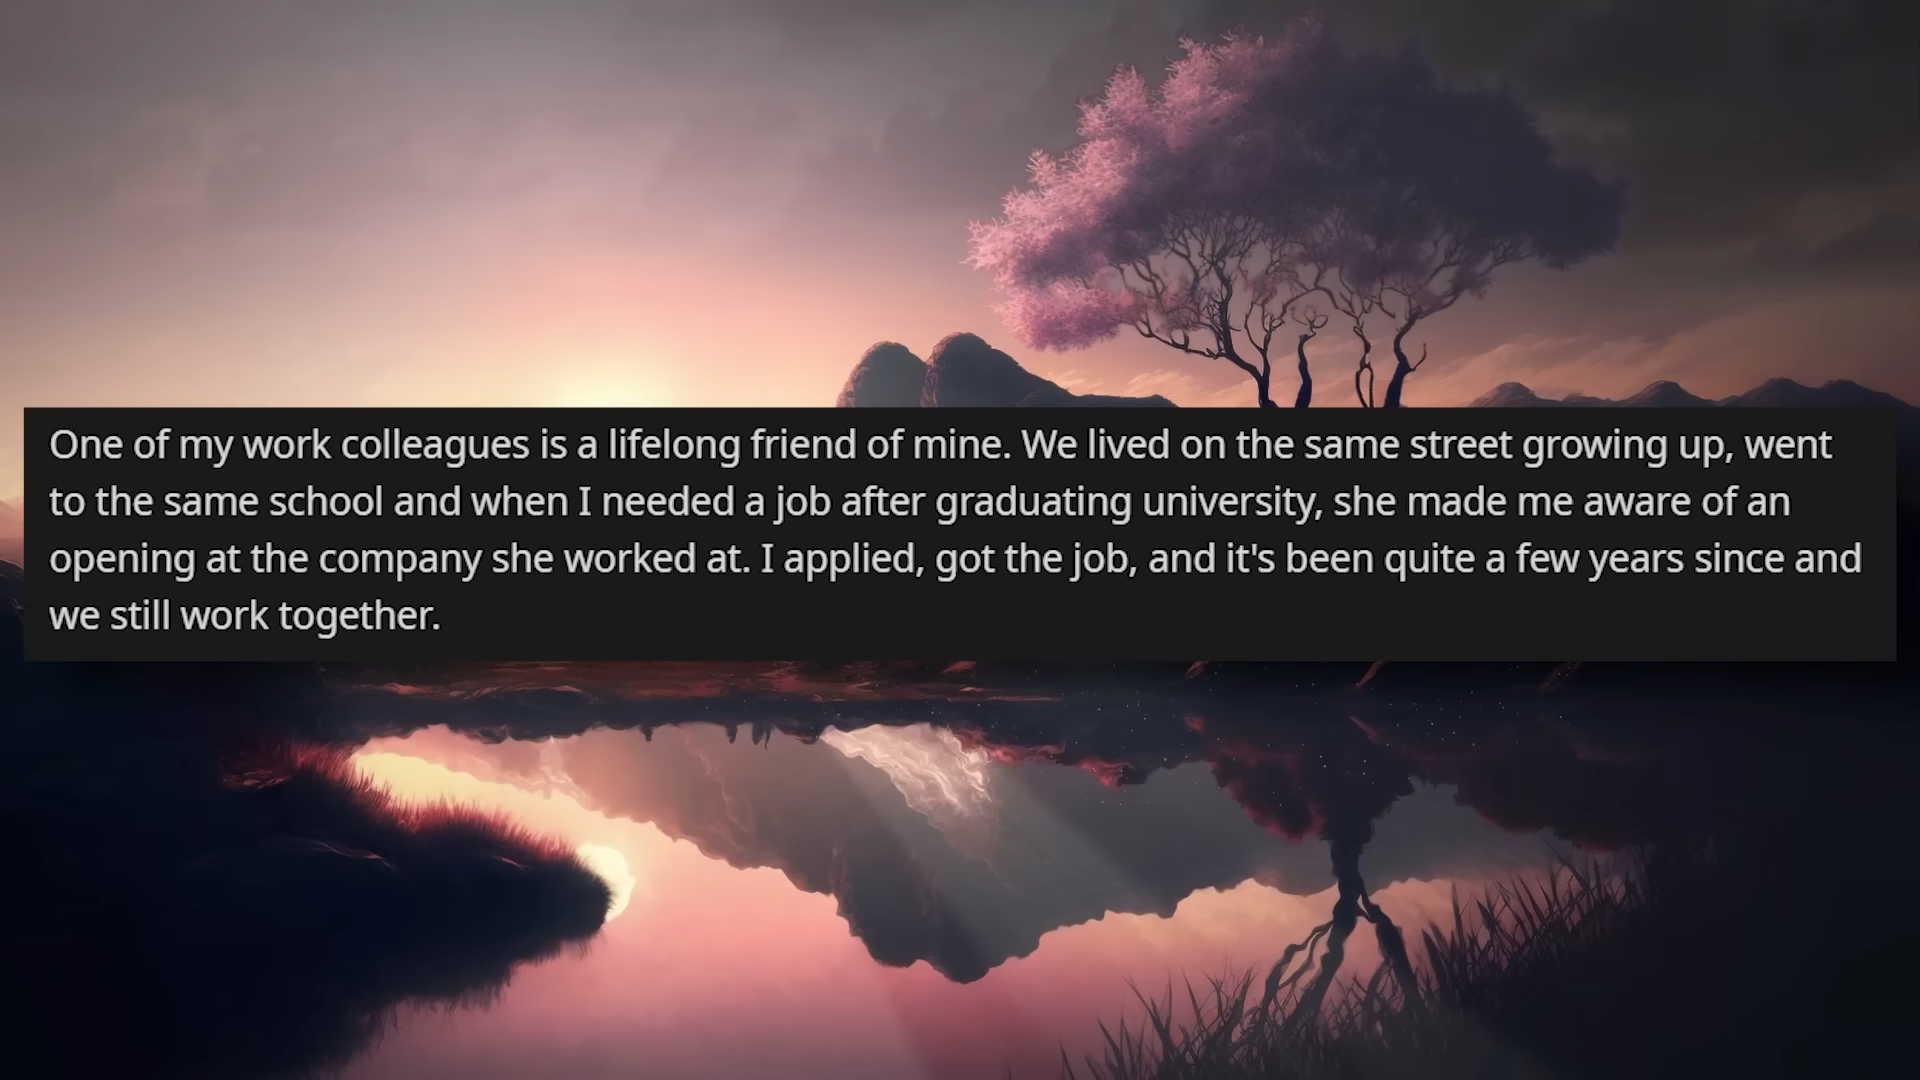 One of my work colleagues is a lifelong friend of mine. We lived on the same street growing up, went
to the same school and when I needed a job after graduating university, she made me aware of an
opening at the company she worked at. I applied, got the job, and it's been quite a few years since and
we still work together.